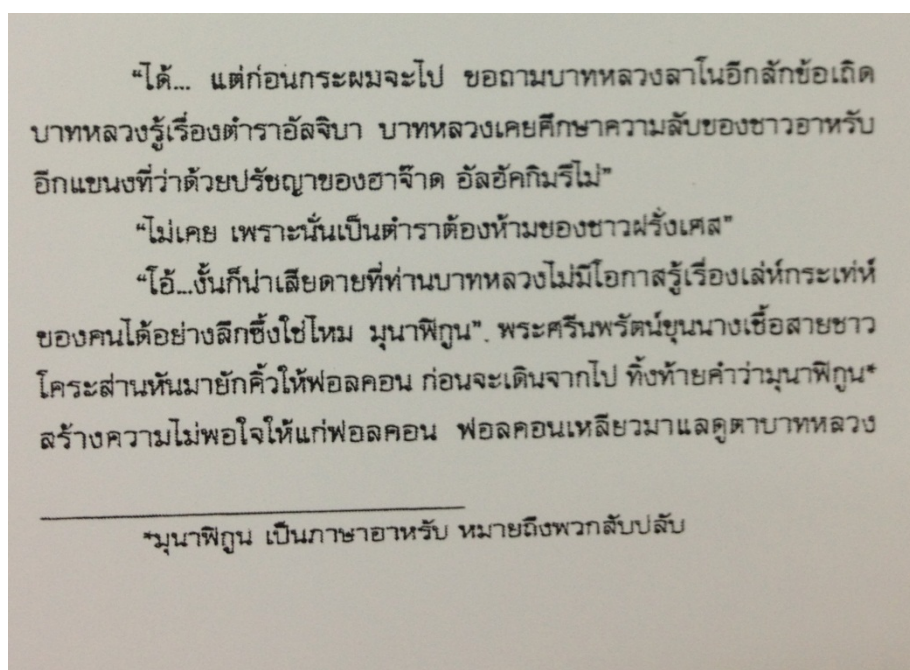 “ได้... แต่ก่อนกระผมจะไป ขอถามบาทหลวงลาโนอีกสักข้อเถิด
บาทหลวงรู้เรื่องตำราอัลจิบา บาทหลวงเคยศึกษาความลับของชาวอาหรับ
อีกแขนงที่ว่าด้วยปรัชญาของฮาจ๊าด อัลฮัคกิมรึไม่”
“ไม่เคย เพราะนั่นเป็นตำราต้องห้ามของชาวฝรั่งเศส”
“โอ้...งั้นก็น่าเสียดายที่ท่านบาทหลวงไม่มีโอกาสรู้เรื่องเล่ห์กระเท่ห์
ของคนได้อย่างลึกซึ้งใช่ไหม มุนาฟิกูน”. พระศรีนพรัตน์ขุนนางเชื้อสายชาว
โคระส่านหันมายักคิ้วให้ฟอลคอน ก่อนจะเดินจากไป ทิ้งท้ายคำว่ามุนาฟิกูน*
สร้างความไม่พอใจให้แก่ฟอลคอน ฟอลคอนเหลียวมาแลดูตาบาทหลวง
*มุนาฟิกูน เป็นภาษาอาหรับ หมายถึงพวกสับปลับ